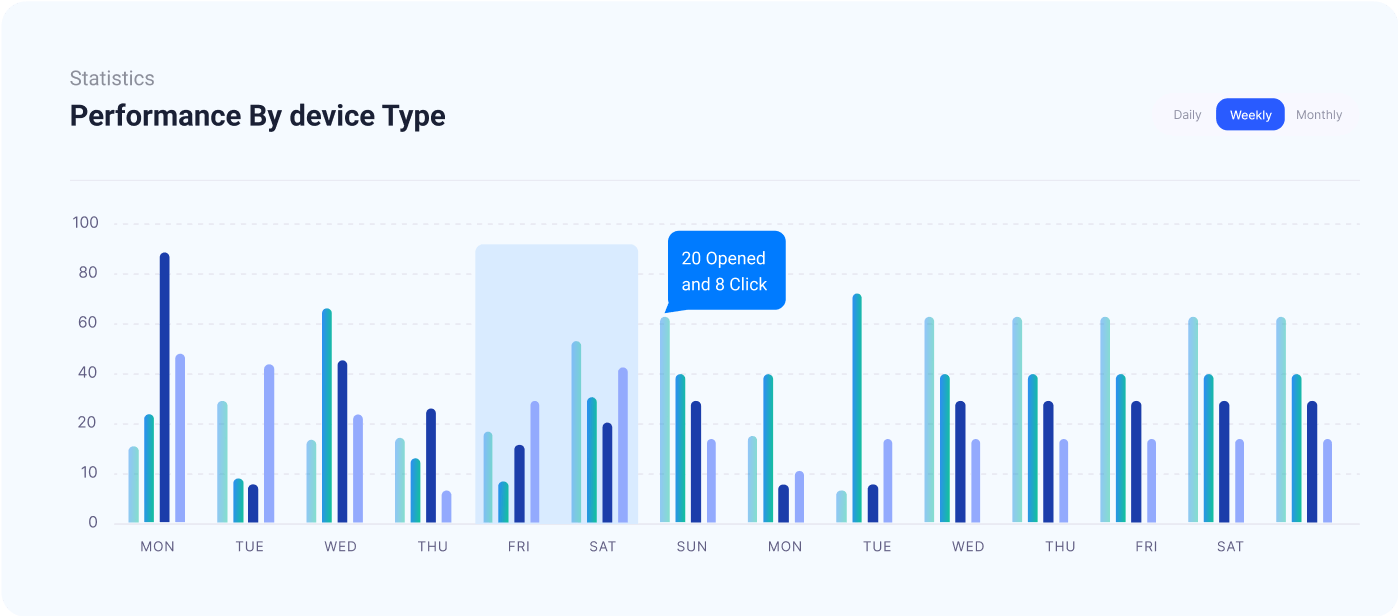 Statistics
Performance By device Type
Daily Weekly Monthly
100
80
60
40
20
10
0
20 Opened
and 8 Click
MON TUE WED THU FRI SAT SUN MON TUE WED THU FRI SAT